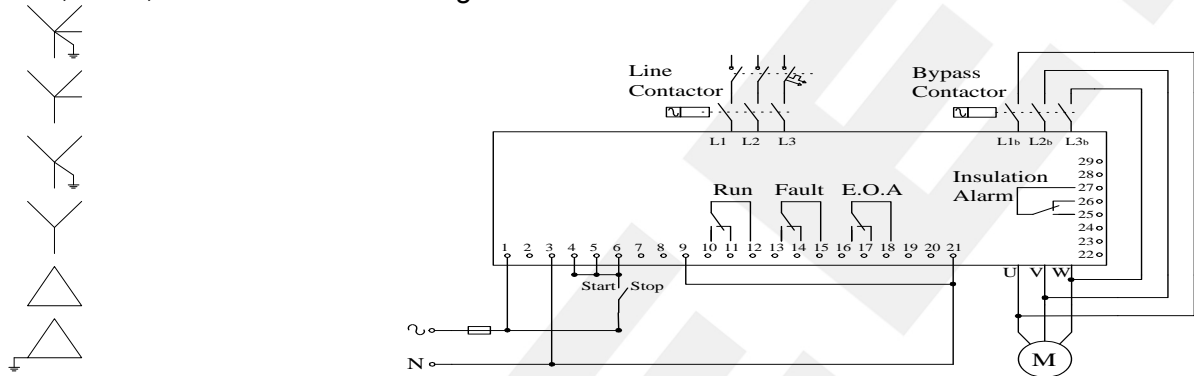 Line
Contactor
Bypass
Contactor
L1 L2 L3
L1b L2b L3b
29
28
Insulation
Alarm
27
26
25
24
23
22
Run Fault E.O.A
1 2 3 4 5 6 7 8 9 10 11 12 13 14 15 16 17 18 19 20 21
U V W
Start Stop
N
M